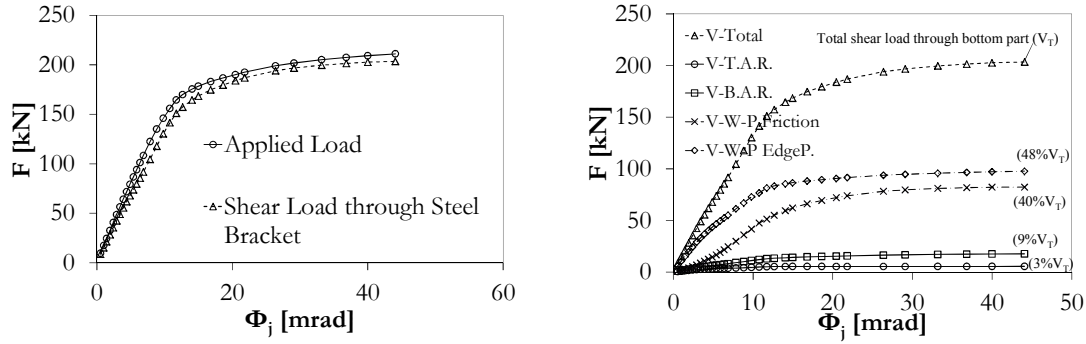 250
200
150
100
50
0
F [kN]
Applied Load
Shear Load through Steel
Bracket
0
20
40
60
Φj [mrad]
250
200
150
100
50
0
F [kN]
V-Total
V-T.A.R.
V-B.A.R.
V-W-P Friction
V-W-P EdgeP.
Total shear load through bottom part (VT)
(48%VT)
(40%VT)
(9%VT)
(3%VT)
0
10
20
30
40
50
Φj [mrad]